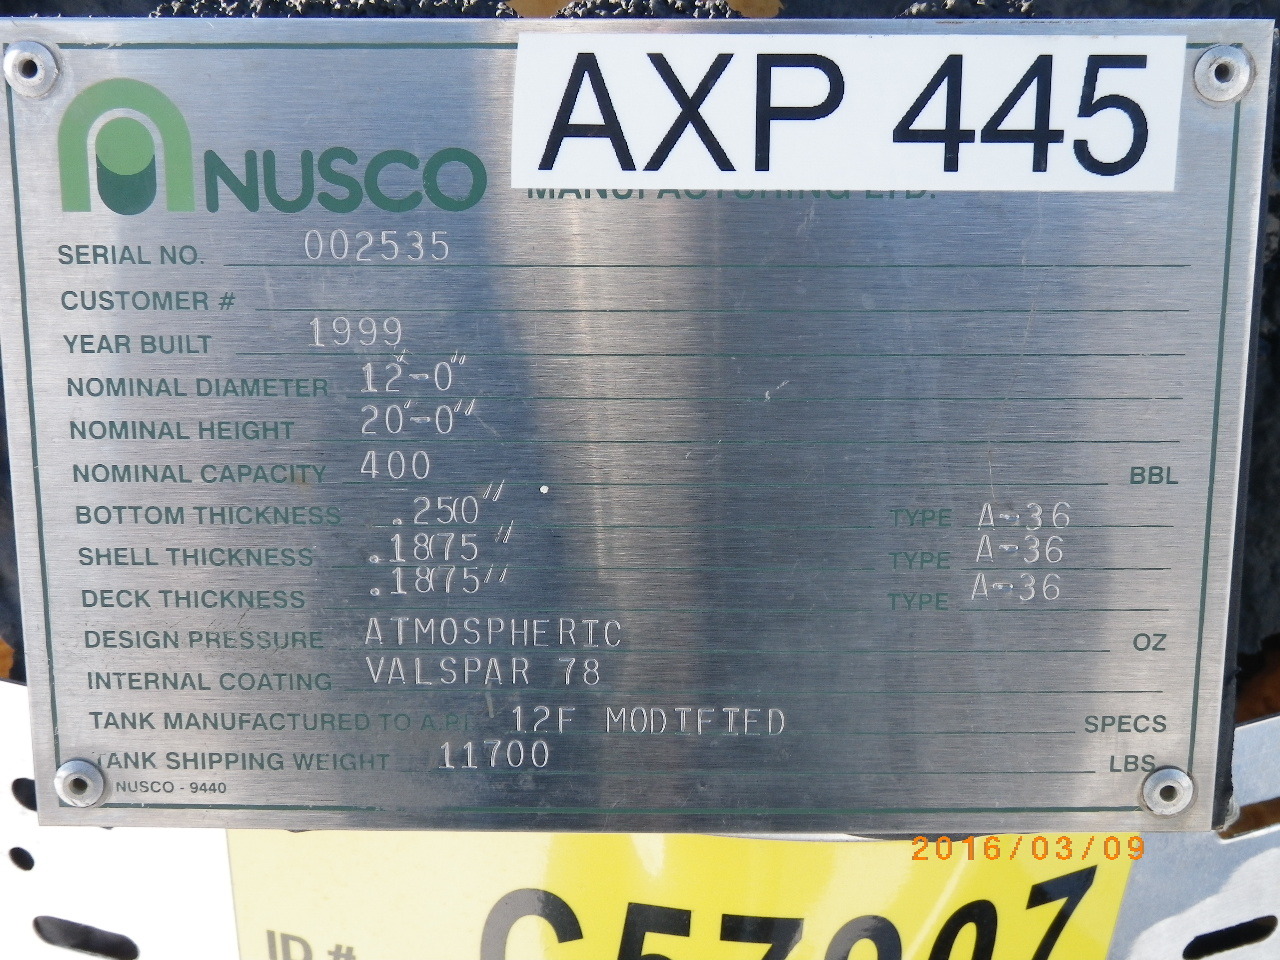 AXP 445
NUSCO
MANUFACTURING LTD.
SERIAL NO. 002535
CUSTOMER #
YEAR BUILT 1999
NOMINAL DIAMETER 12'-0"
NOMINAL HEIGHT 20'-0"
NOMINAL CAPACITY 400 BBL
BOTTOM THICKNESS .250" TYPE A-36
SHELL THICKNESS .1875" TYPE A-36
DECK THICKNESS .1875" TYPE A-36
DESIGN PRESSURE ATMOSPHERIC OZ
INTERNAL COATING VALSPAR 78
TANK MANUFACTURED TO A.P.I. 12F MODIFIED SPECS
TANK SHIPPING WEIGHT 11700 LBS
NUSCO - 9440
2016/03/09
ID #